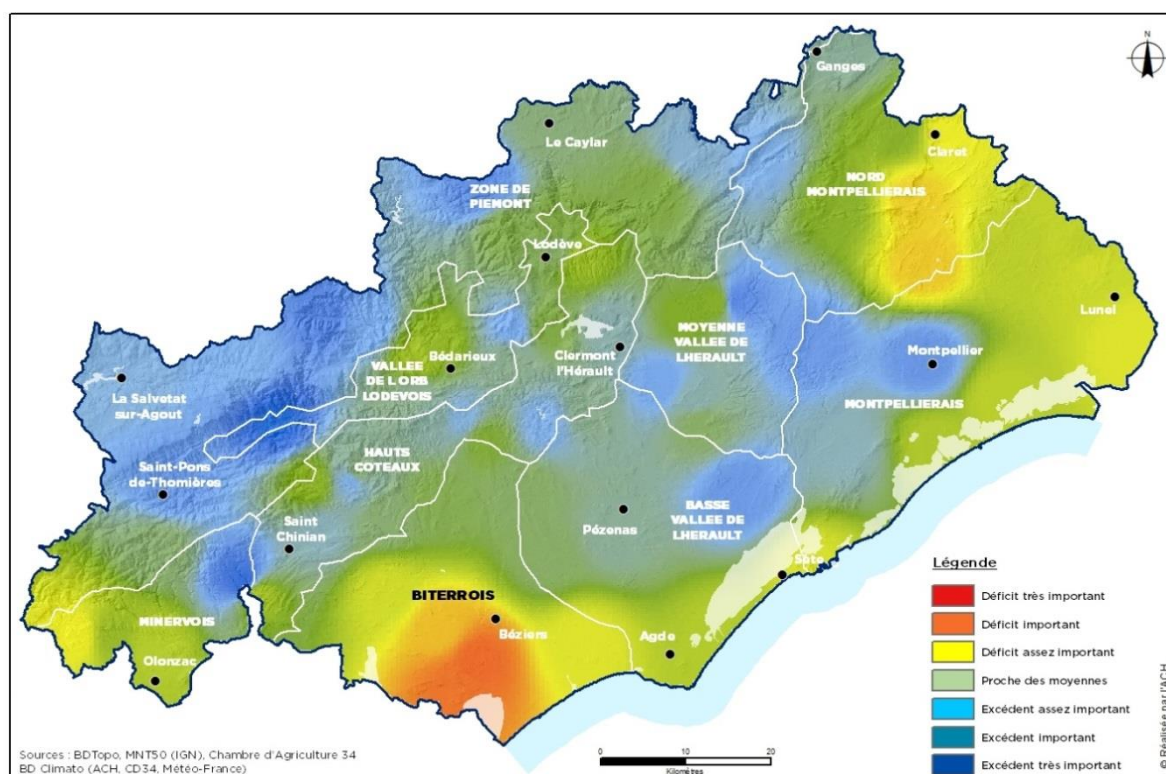 N
Ganges
Le Caylar
Claret
ZONE DE
PIEMONT
NORD
MONTPELLIERAIS
Lodève
Lunel
MOYENNE
VALLEE DE
LHERAULT
Clermont
l'Hérault
Montpellier
Bédarieux
VALLEE
DE L ORB
LODEVOIS
La Salvetat
sur-Agout
MONTPELLIERAIS
HAUTS
COTEAUX
Saint-Pons
de-Thomières
BASSE
VALLEE DE
LHERAULT
Pézenas
Saint
Chinian
Sète
BITERROIS
Béziers
MINERVOIS
Agde
Olonzac
Légende
Déficit très important
Déficit important
Déficit assez important
Proche des moyennes
Excédent assez important
Excédent important
Excédent très important
Sources : BDTopo, MNT50 (IGN), Chambre d'Agriculture 34
BD Climato (ACH, CD34, Météo-France)
0 10 20
Kilomètres
© Réalisée par l'ACH